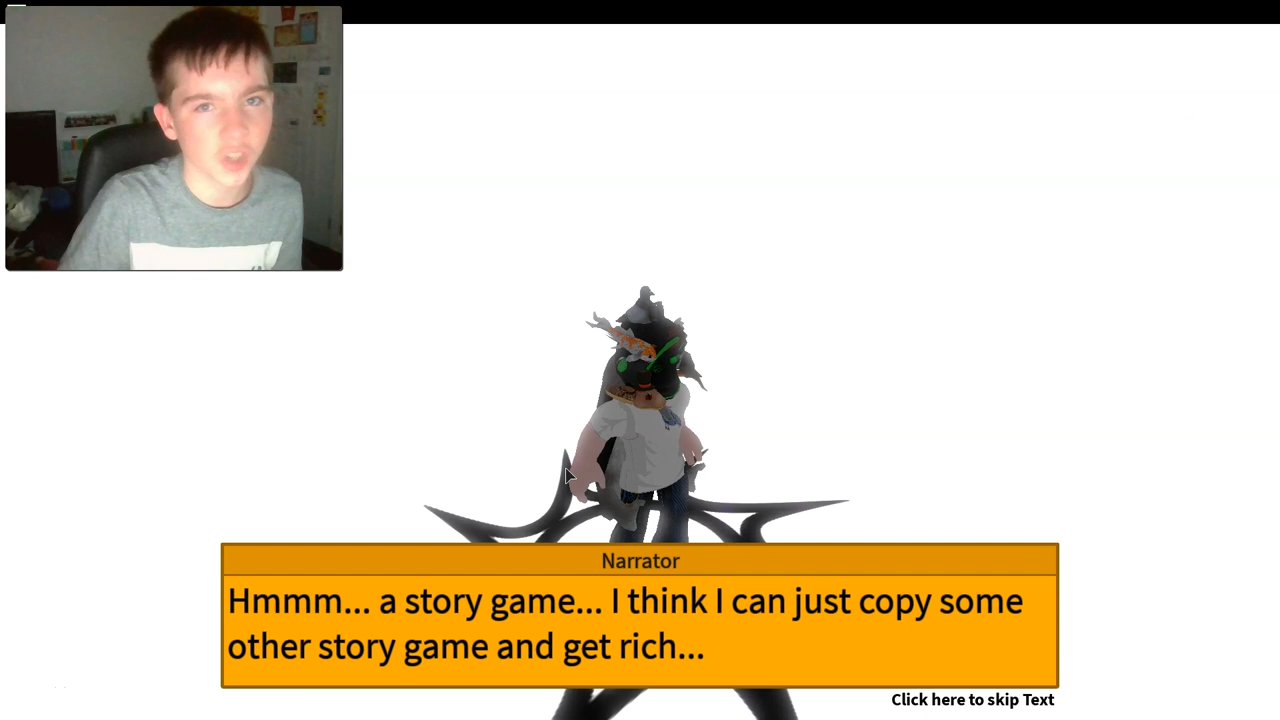 Narrator
Hmmm... a story game... I think I can just copy some
other story game and get rich...
Click here to skip Text